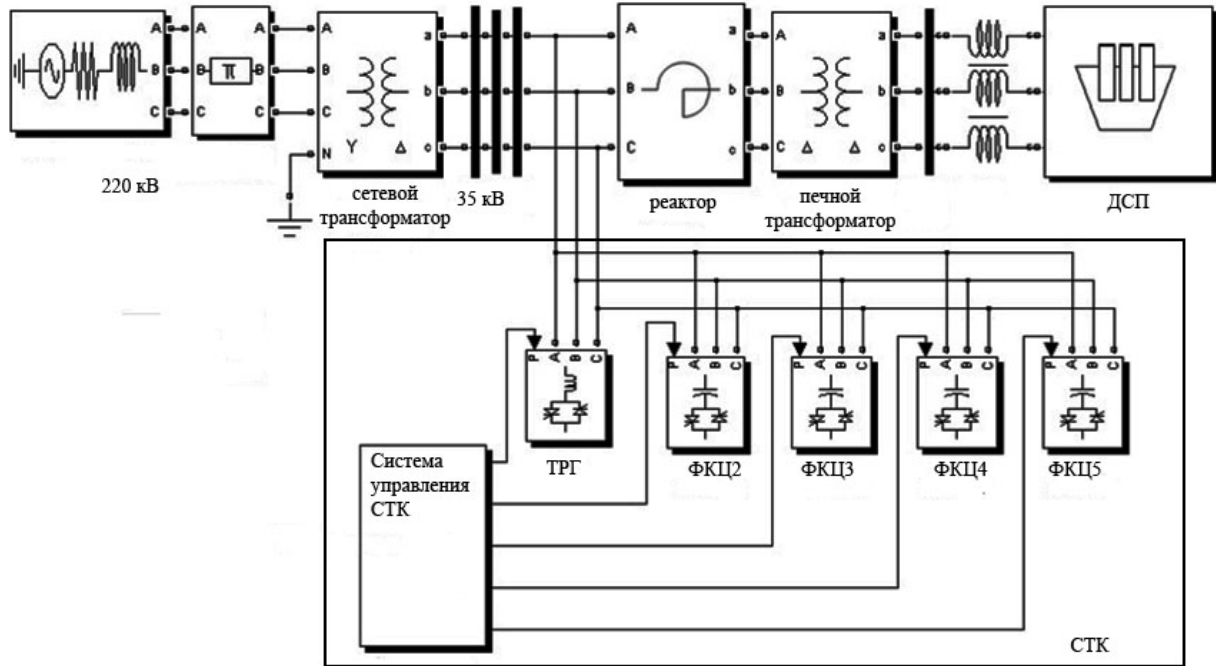 A A A A a A a A a
B B B B b B b B b
C C C C c C c C c
π
N Y Δ Δ Δ
220 кВ
сетевой
трансформатор
35 кВ
реактор
печной
трансформатор
ДСП
P A B C
P A B C
P A B C
P A B C
P A B C
ТРГ
ФКЦ2
ФКЦ3
ФКЦ4
ФКЦ5
Система
управления
СТК
СТК